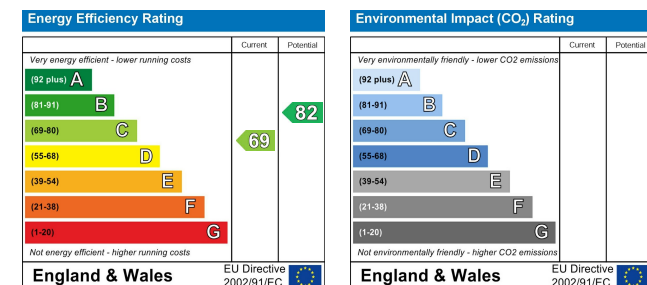 Energy Efficiency Rating
Current Potential
Very energy efficient - lower running costs
(92 plus) A
(81-91) B
82
(69-80) C
69
(55-68) D
(39-54) E
(21-38) F
(1-20) G
Not energy efficient - higher running costs
England & Wales
EU Directive
2002/91/EC
Environmental Impact (CO₂) Rating
Current Potential
Very environmentally friendly - lower CO2 emissions
(92 plus) A
(81-91) B
(69-80) C
(55-68) D
(39-54) E
(21-38) F
(1-20) G
Not environmentally friendly - higher CO2 emissions
England & Wales
EU Directive
2002/91/EC